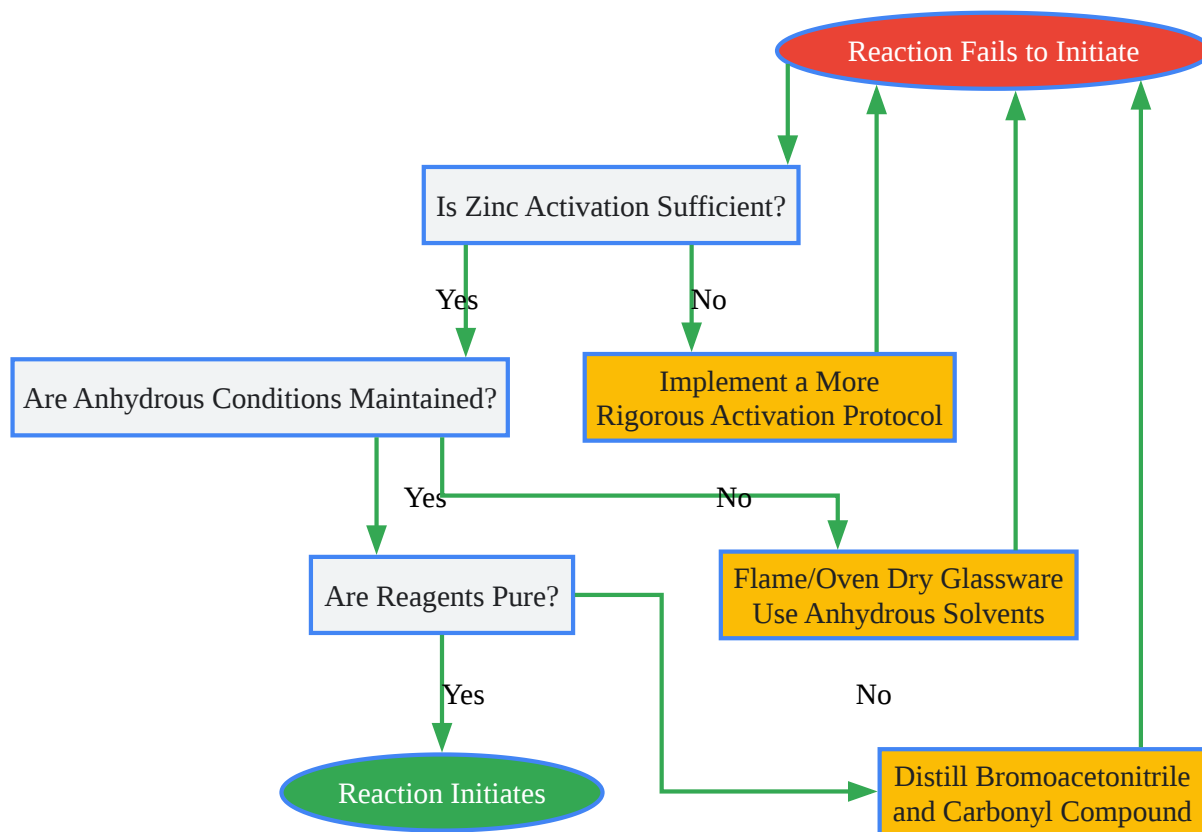 Reaction Fails to Initiate
Is Zinc Activation Sufficient?
Yes
No
Implement a More
Rigorous Activation Protocol
Are Anhydrous Conditions Maintained?
Yes
No
Flame/Oven Dry Glassware
Use Anhydrous Solvents
Are Reagents Pure?
Yes
No
Reaction Initiates
Distill Bromoacetonitrile
and Carbonyl Compound